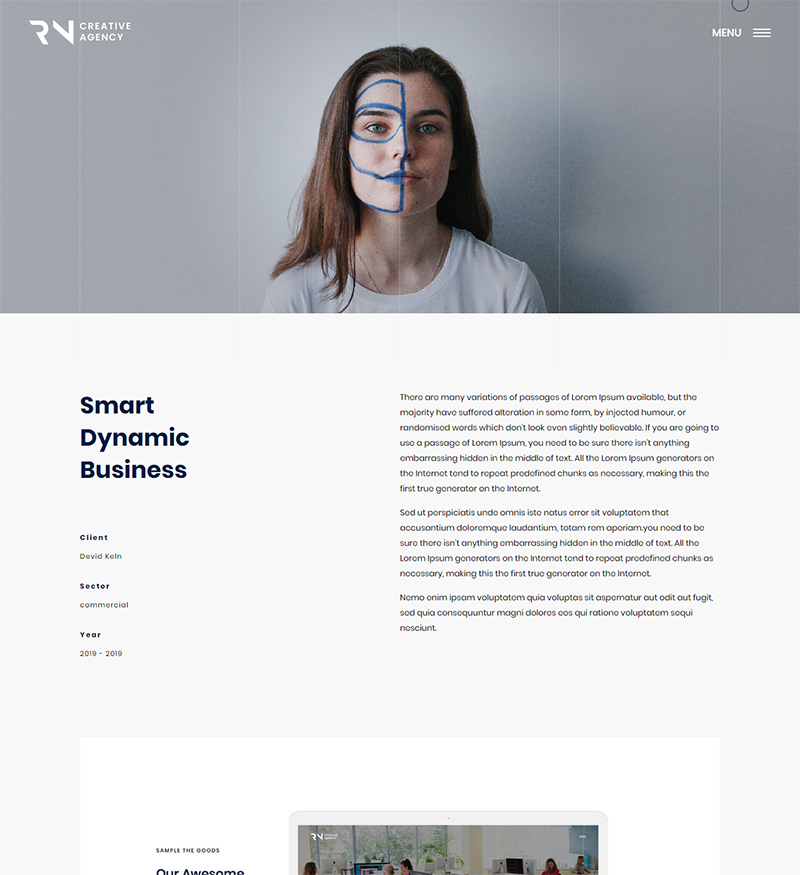 RN CREATIVE
AGENCY
MENU
Smart
Dynamic
Business
Client
Devid Keln
Sector
commercial
Year
2019 - 2019
There are many variations of passages of Lorem Ipsum available, but the
majority have suffered alteration in some form, by injected humour, or
randomised words which don't look even slightly believable. If you are going to
use a passage of Lorem Ipsum, you need to be sure there isn't anything
embarrassing hidden in the middle of text. All the Lorem Ipsum generators on
the Internet tend to repeat predefined chunks as necessary, making this the
first true generator on the Internet.
Sed ut perspiciatis unde omnis iste natus error sit voluptatem that
accusantium doloremque laudantium, totam rem aperiam.you need to be
sure there isn't anything embarrassing hidden in the middle of text. All the
Lorem Ipsum generators on the Internet tend to repeat predefined chunks as
necessary, making this the first true generator on the Internet.
Nemo enim ipsam voluptatem quia voluptas sit aspernatur aut odit aut fugit,
sed quia consequuntur magni dolores eos qui ratione voluptatem sequi
nesciunt.
SAMPLE THE GOODS
Our Awesome
RN CREATIVE
AGENCY